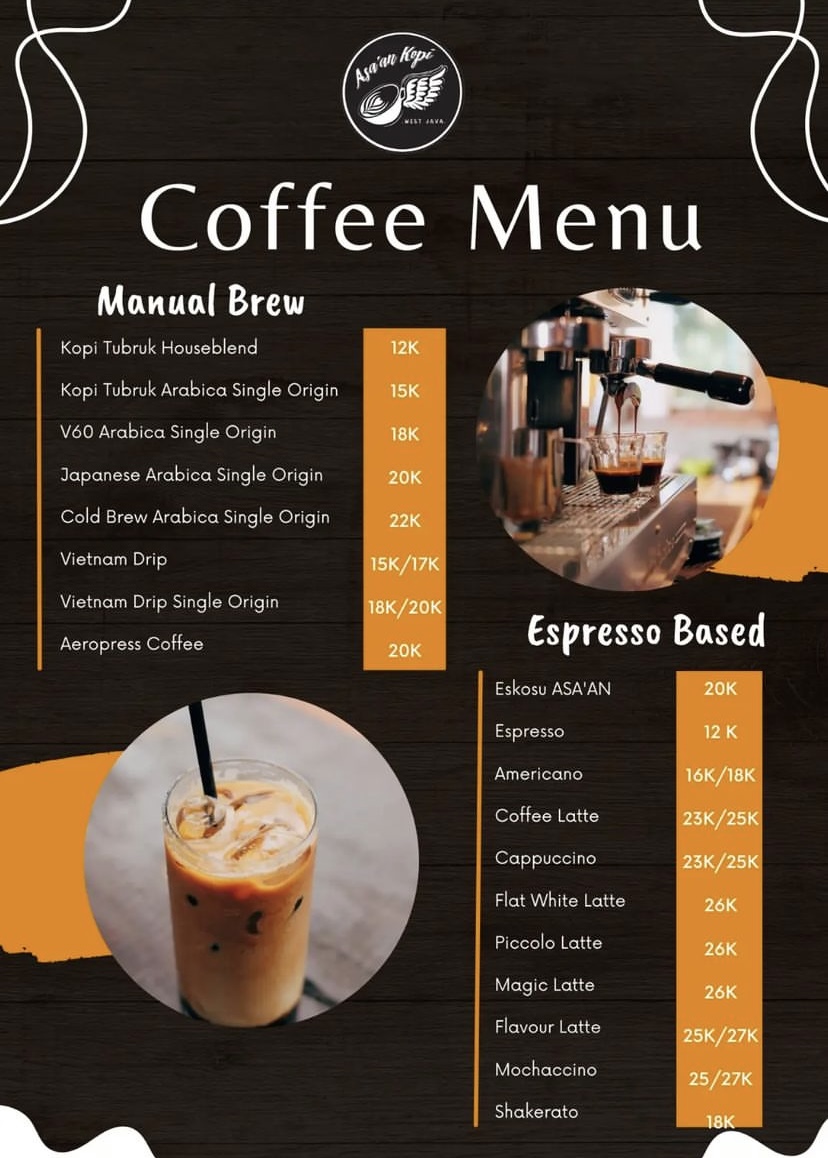 Asa'an Kopi
WEST JAVA
Coffee Menu
Manual Brew
Kopi Tubruk Houseblend 12K
Kopi Tubruk Arabica Single Origin 15K
V60 Arabica Single Origin 18K
Japanese Arabica Single Origin 20K
Cold Brew Arabica Single Origin 22K
Vietnam Drip 15K/17K
Vietnam Drip Single Origin 18K/20K
Aeropress Coffee 20K
Espresso Based
Eskosu ASA'AN 20K
Espresso 12 K
Americano 16K/18K
Coffee Latte 23K/25K
Cappuccino 23K/25K
Flat White Latte 26K
Piccolo Latte 26K
Magic Latte 26K
Flavour Latte 25K/27K
Mochaccino 25/27K
Shakerato 18K